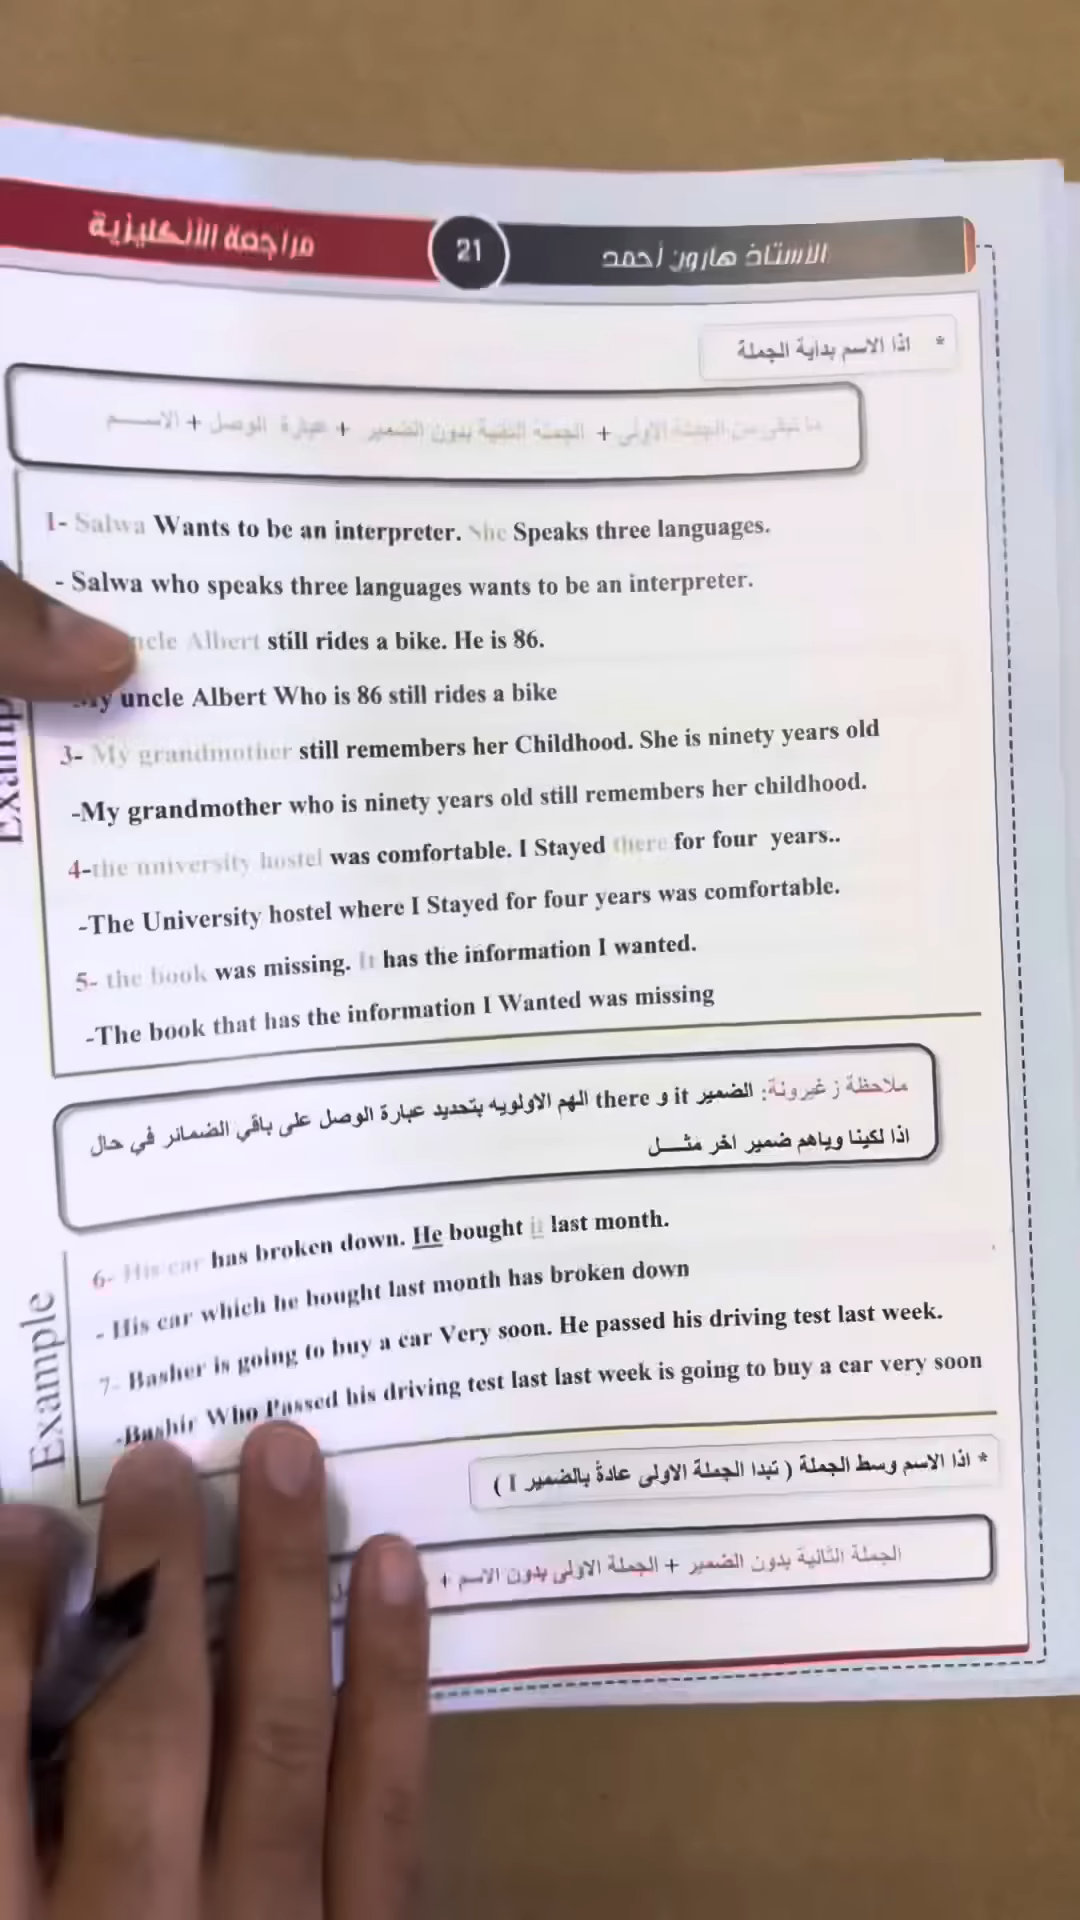 مراجعة الأنكليزية
21
الأستاذ هارون أحمد
* اذا الاسم بداية الجملة
الاســـم + عبارة الوصل + الجملة الثانية بدون الضمير + ما تبقى من الجملة الاولى
1- Salwa Wants to be an interpreter. She Speaks three languages.
- Salwa who speaks three languages wants to be an interpreter.
Albert still rides a bike. He is 86.
uncle Albert Who is 86 still rides a bike
3- My grandmother still remembers her Childhood. She is ninety years old
-My grandmother who is ninety years old still remembers her childhood.
4-the university hostel was comfortable. I Stayed there for four years..
-The University hostel where I Stayed for four years was comfortable.
5- the book was missing. It has the information I wanted.
-The book that has the information I Wanted was missing
ملاحظة زغيرونة: الضمير it و there الهم الاولويه بتحديد عبارة الوصل على باقي الضمائر في حال
اذا لكينا وياهم ضمير اخر مثـــل
Example
6- His car has broken down. He bought it last month.
- His car which he bought last month has broken down
7- Basher is going to buy a car Very soon. He passed his driving test last week.
-Bashir Who Passed his driving test last last week is going to buy a car very soon
* اذا الاسم وسط الجملة ( تبدا الجملة الاولى عادةً بالضمير I )
+ الجملة الاولى بدون الاسم + الجملة الثانية بدون الضمير